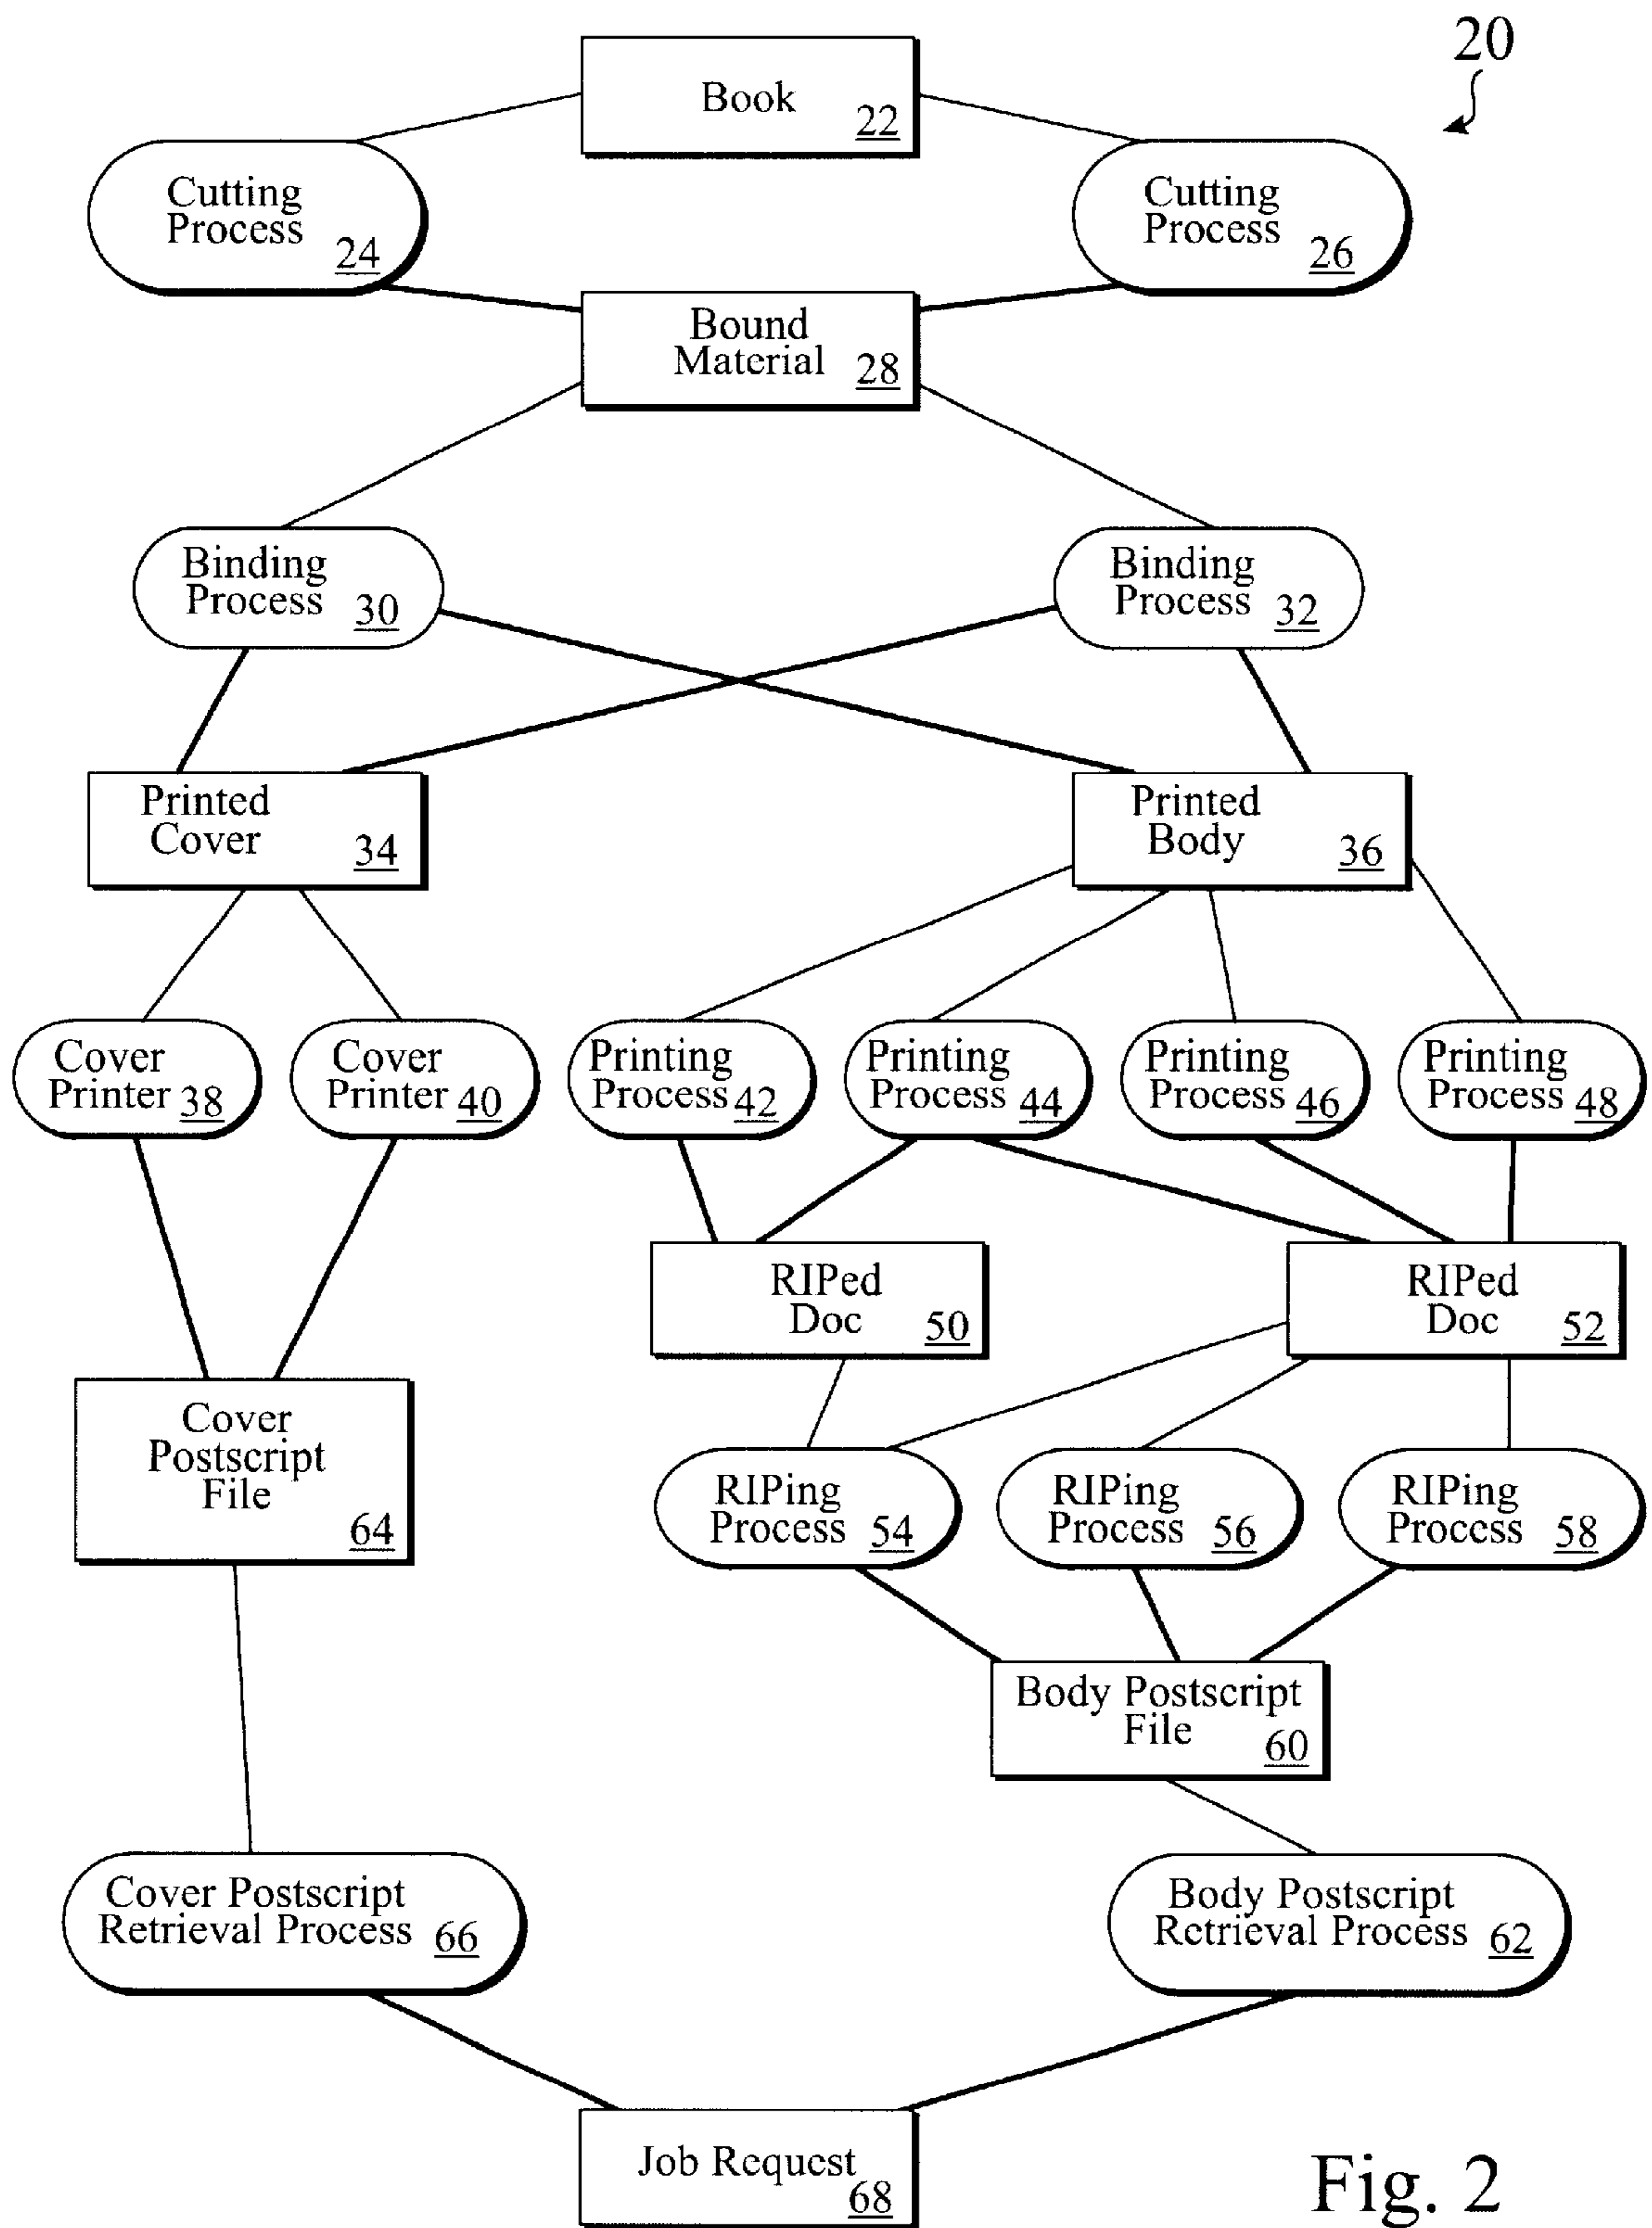 20
Book
22
Cutting
Process
24
Cutting
Process
26
Bound
Material
28
Binding
Process
30
Binding
Process
32
Printed
Cover
34
Printed
Body
36
Cover
Printer 38
Cover
Printer 40
Printing
Process 42
Printing
Process 44
Printing
Process 46
Printing
Process 48
RIPed
Doc
50
RIPed
Doc
52
Cover
Postscript
File
64
RIPing
Process 54
RIPing
Process 56
RIPing
Process 58
Body Postscript
File
60
Cover Postscript
Retrieval Process 66
Body Postscript
Retrieval Process 62
Job Request
68
Fig. 2